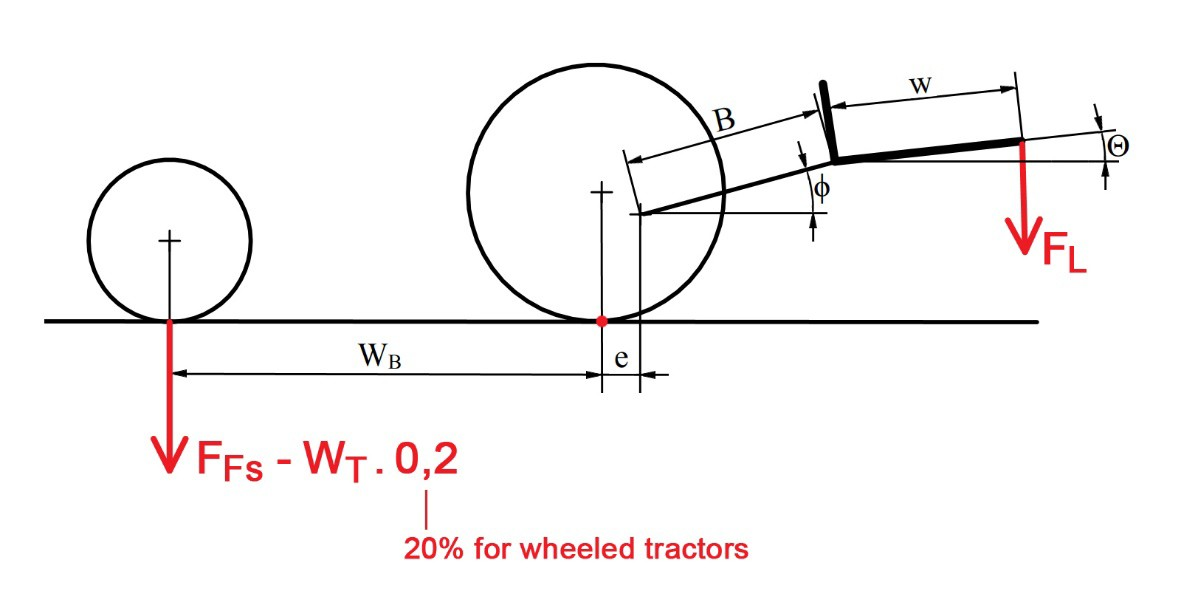 w
B
Θ
ϕ
F_L
W_B
e
F_Fs - W_T . 0,2
20% for wheeled tractors